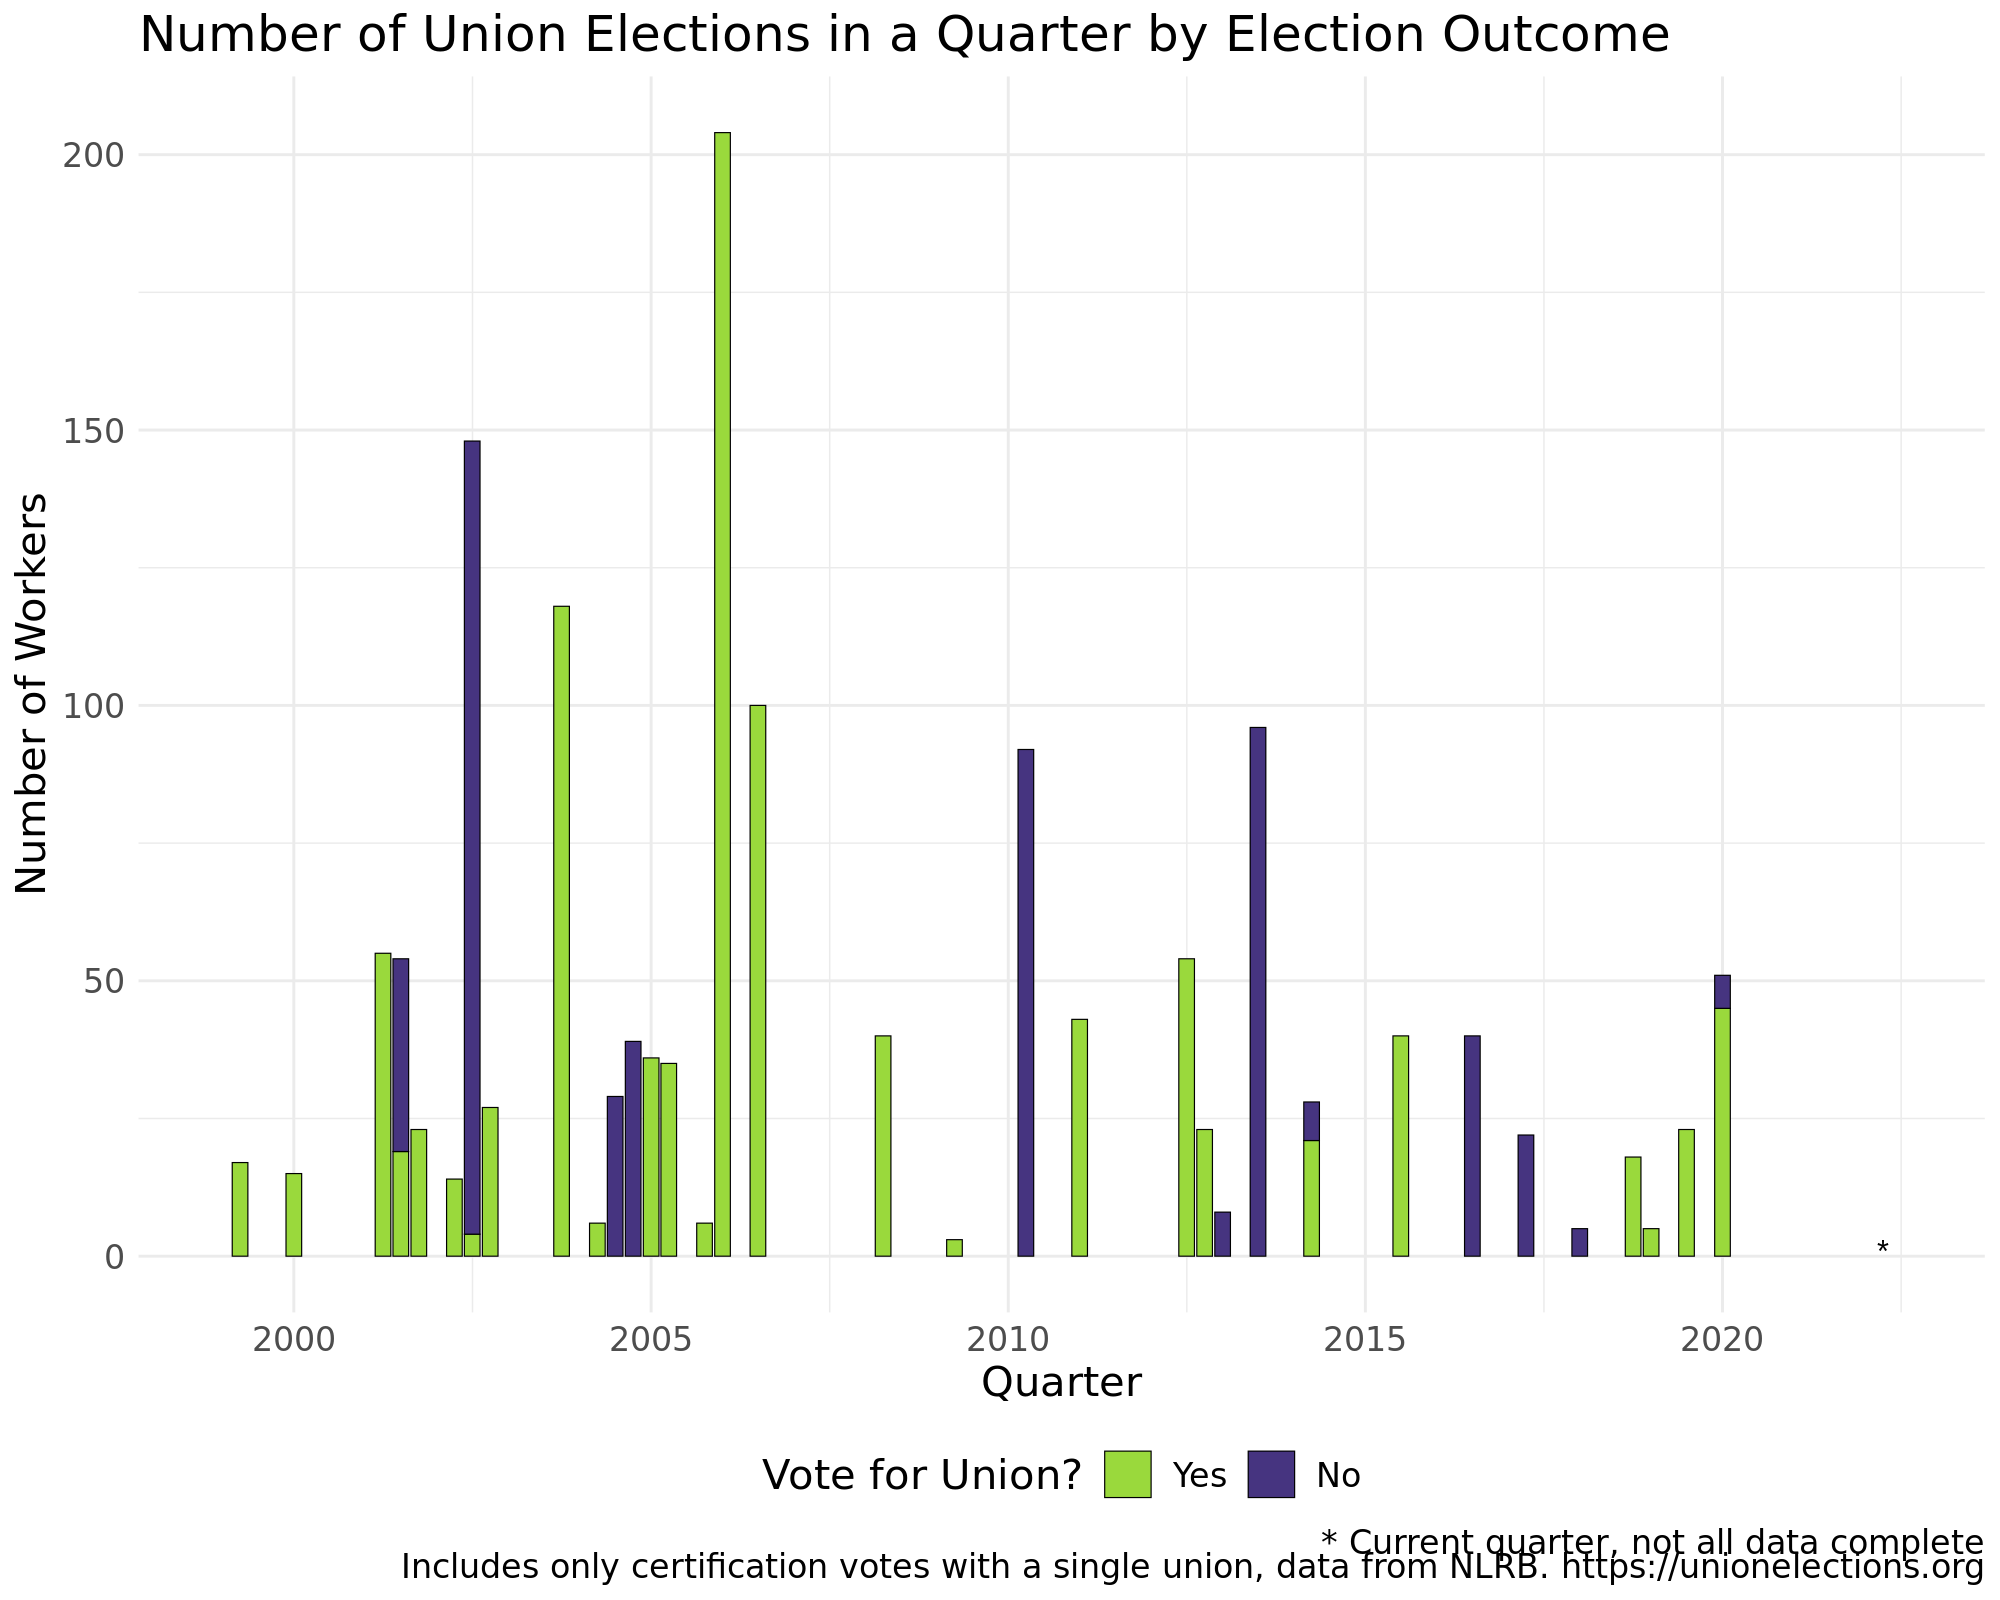 Number of Union Elections in a Quarter by Election Outcome
Number of Workers
200
150
100
50
0
*
2000 2005 2010 2015 2020
Quarter
Vote for Union? Yes No
* Current quarter, not all data complete
Includes only certification votes with a single union, data from NLRB. https://unionelections.org